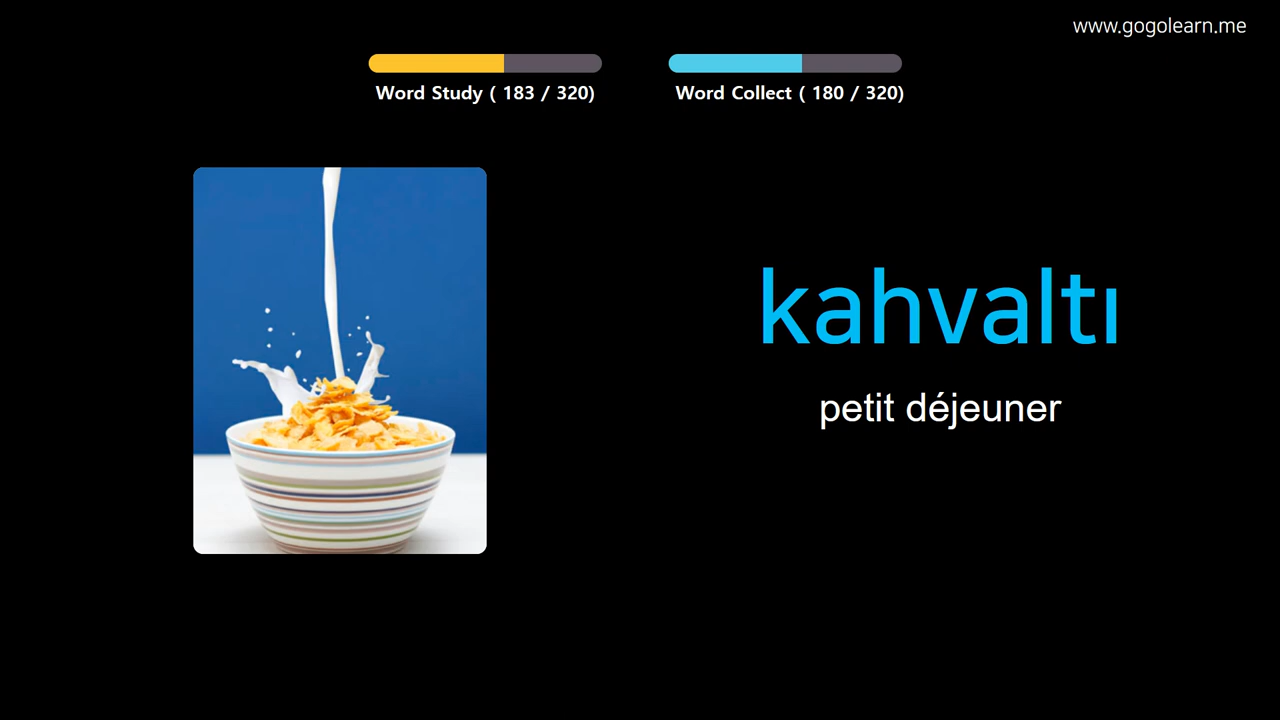 www.gogolearn.me
Word Study ( 183 / 320)
Word Collect ( 180 / 320)
kahvaltı
petit déjeuner